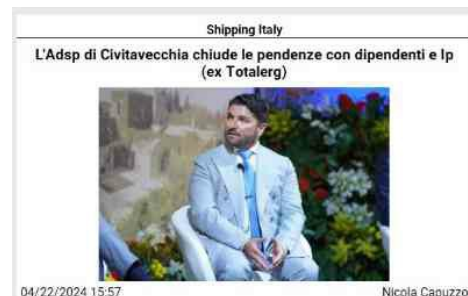 Shipping Italy
L'Adsp di Civitavecchia chiude le pendenze con dipendenti e Ip
(ex Totalerg)
04/22/2024 15:57
Nicola Capuzzo